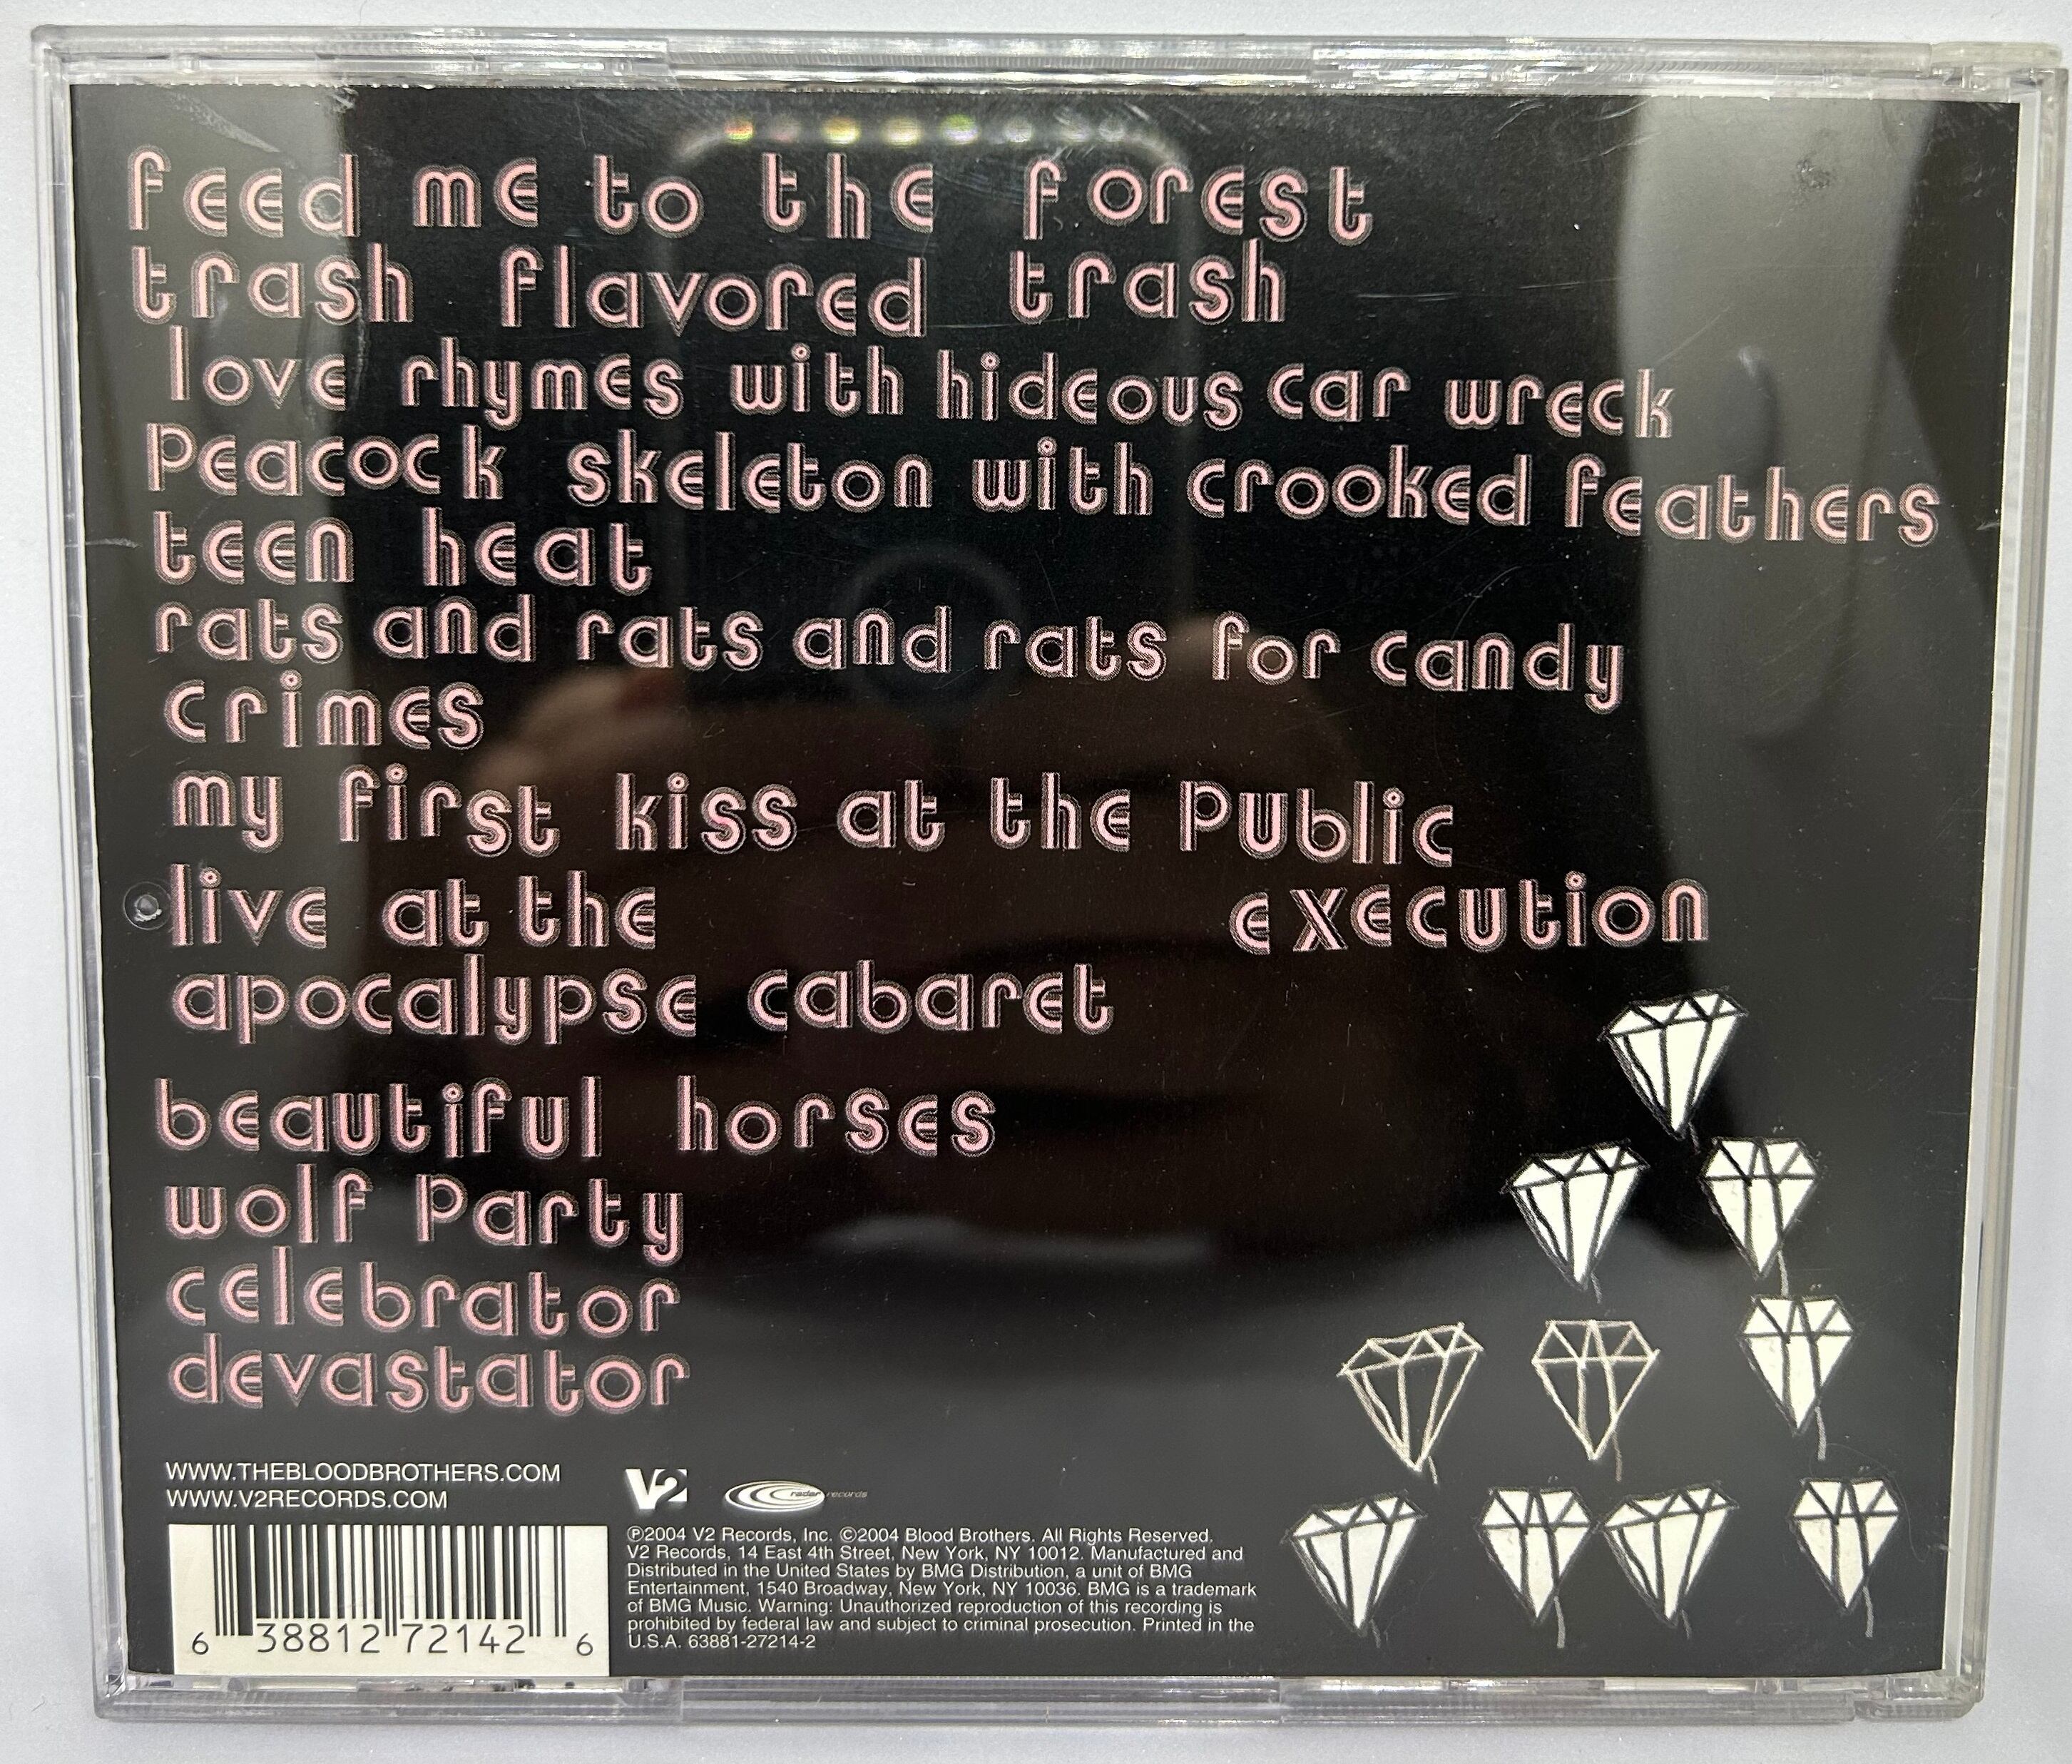 feed me to the forest
trash flavored trash
love rhymes with hideous car wreck
peacock skeleton with crooked feathers
teen heat
rats and rats and rats for candy
crimes
my first kiss at the public
execution
live at the
apocalypse cabaret
beautiful horses
wolf party
celebrator
devastator
WWW.THEBLOODBROTHERS.COM
WWW.V2RECORDS.COM
V2
radar records
℗2004 V2 Records, Inc. ©2004 Blood Brothers. All Rights Reserved.
V2 Records, 14 East 4th Street, New York, NY 10012. Manufactured and
Distributed in the United States by BMG Distribution, a unit of BMG
Entertainment, 1540 Broadway, New York, NY 10036. BMG is a trademark
of BMG Music. Warning: Unauthorized reproduction of this recording is
prohibited by federal law and subject to criminal prosecution. Printed in the
U.S.A. 63881-27214-2
6 38812 72142 6